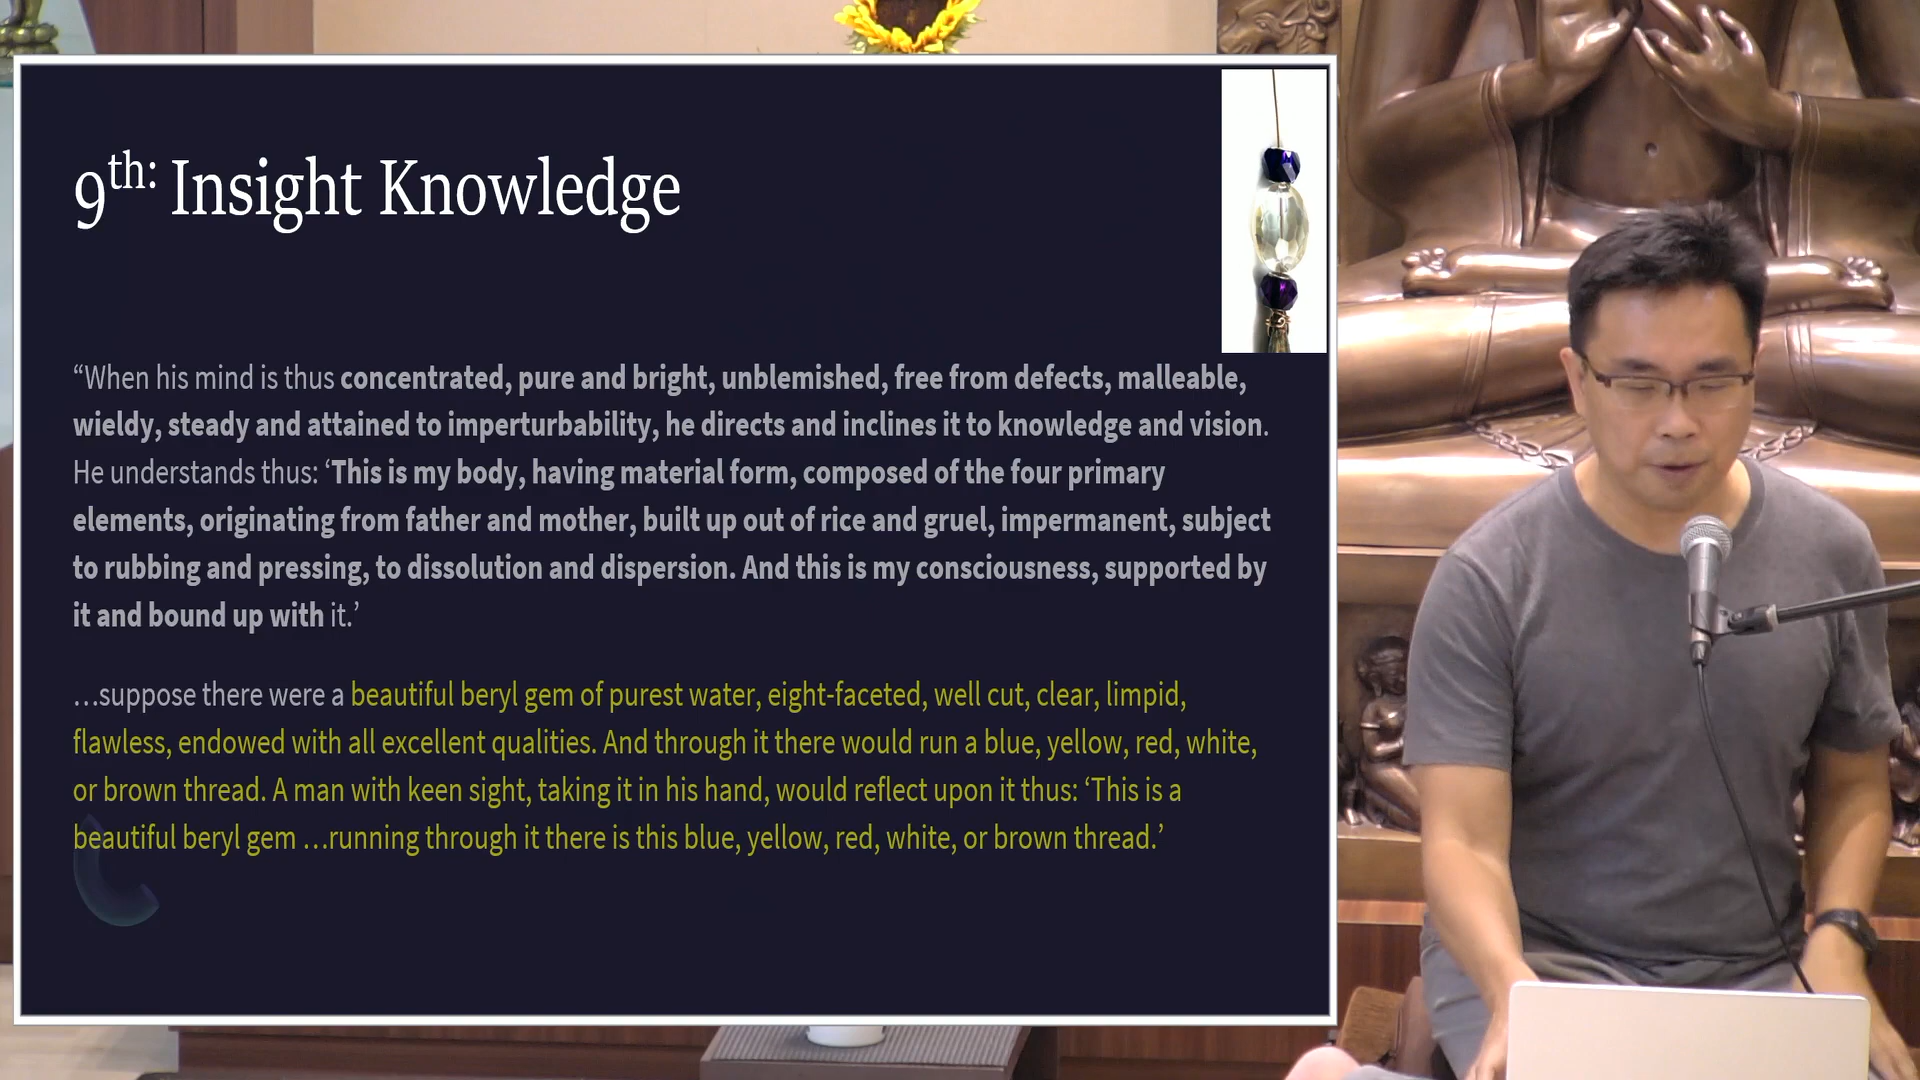 9th: Insight Knowledge
“When his mind is thus concentrated, pure and bright, unblemished, free from defects, malleable,
wieldy, steady and attained to imperturbability, he directs and inclines it to knowledge and vision.
He understands thus: ‘This is my body, having material form, composed of the four primary
elements, originating from father and mother, built up out of rice and gruel, impermanent, subject
to rubbing and pressing, to dissolution and dispersion. And this is my consciousness, supported by
it and bound up with it.’
…suppose there were a beautiful beryl gem of purest water, eight-faceted, well cut, clear, limpid,
flawless, endowed with all excellent qualities. And through it there would run a blue, yellow, red, white,
or brown thread. A man with keen sight, taking it in his hand, would reflect upon it thus: ‘This is a
beautiful beryl gem …running through it there is this blue, yellow, red, white, or brown thread.’